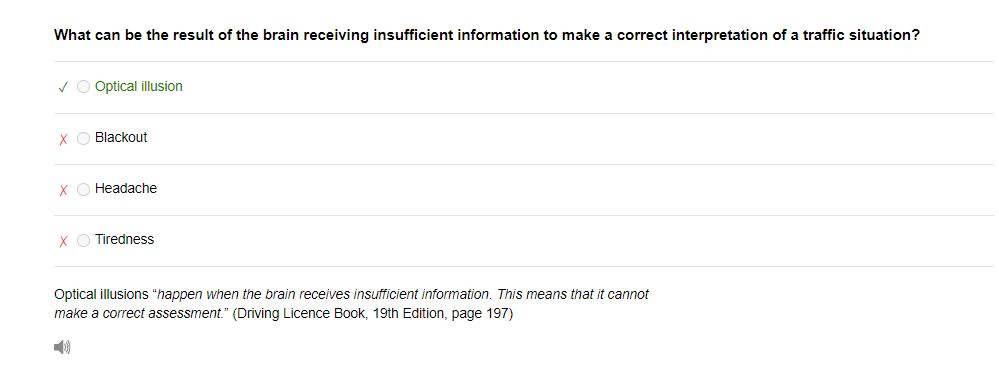 What can be the result of the brain receiving insufficient information to make a correct interpretation of a traffic situation?
✓ Optical illusion
X Blackout
X Headache
X Tiredness
Optical illusions "happen when the brain receives insufficient information. This means that it cannot
make a correct assessment." (Driving Licence Book, 19th Edition, page 197)